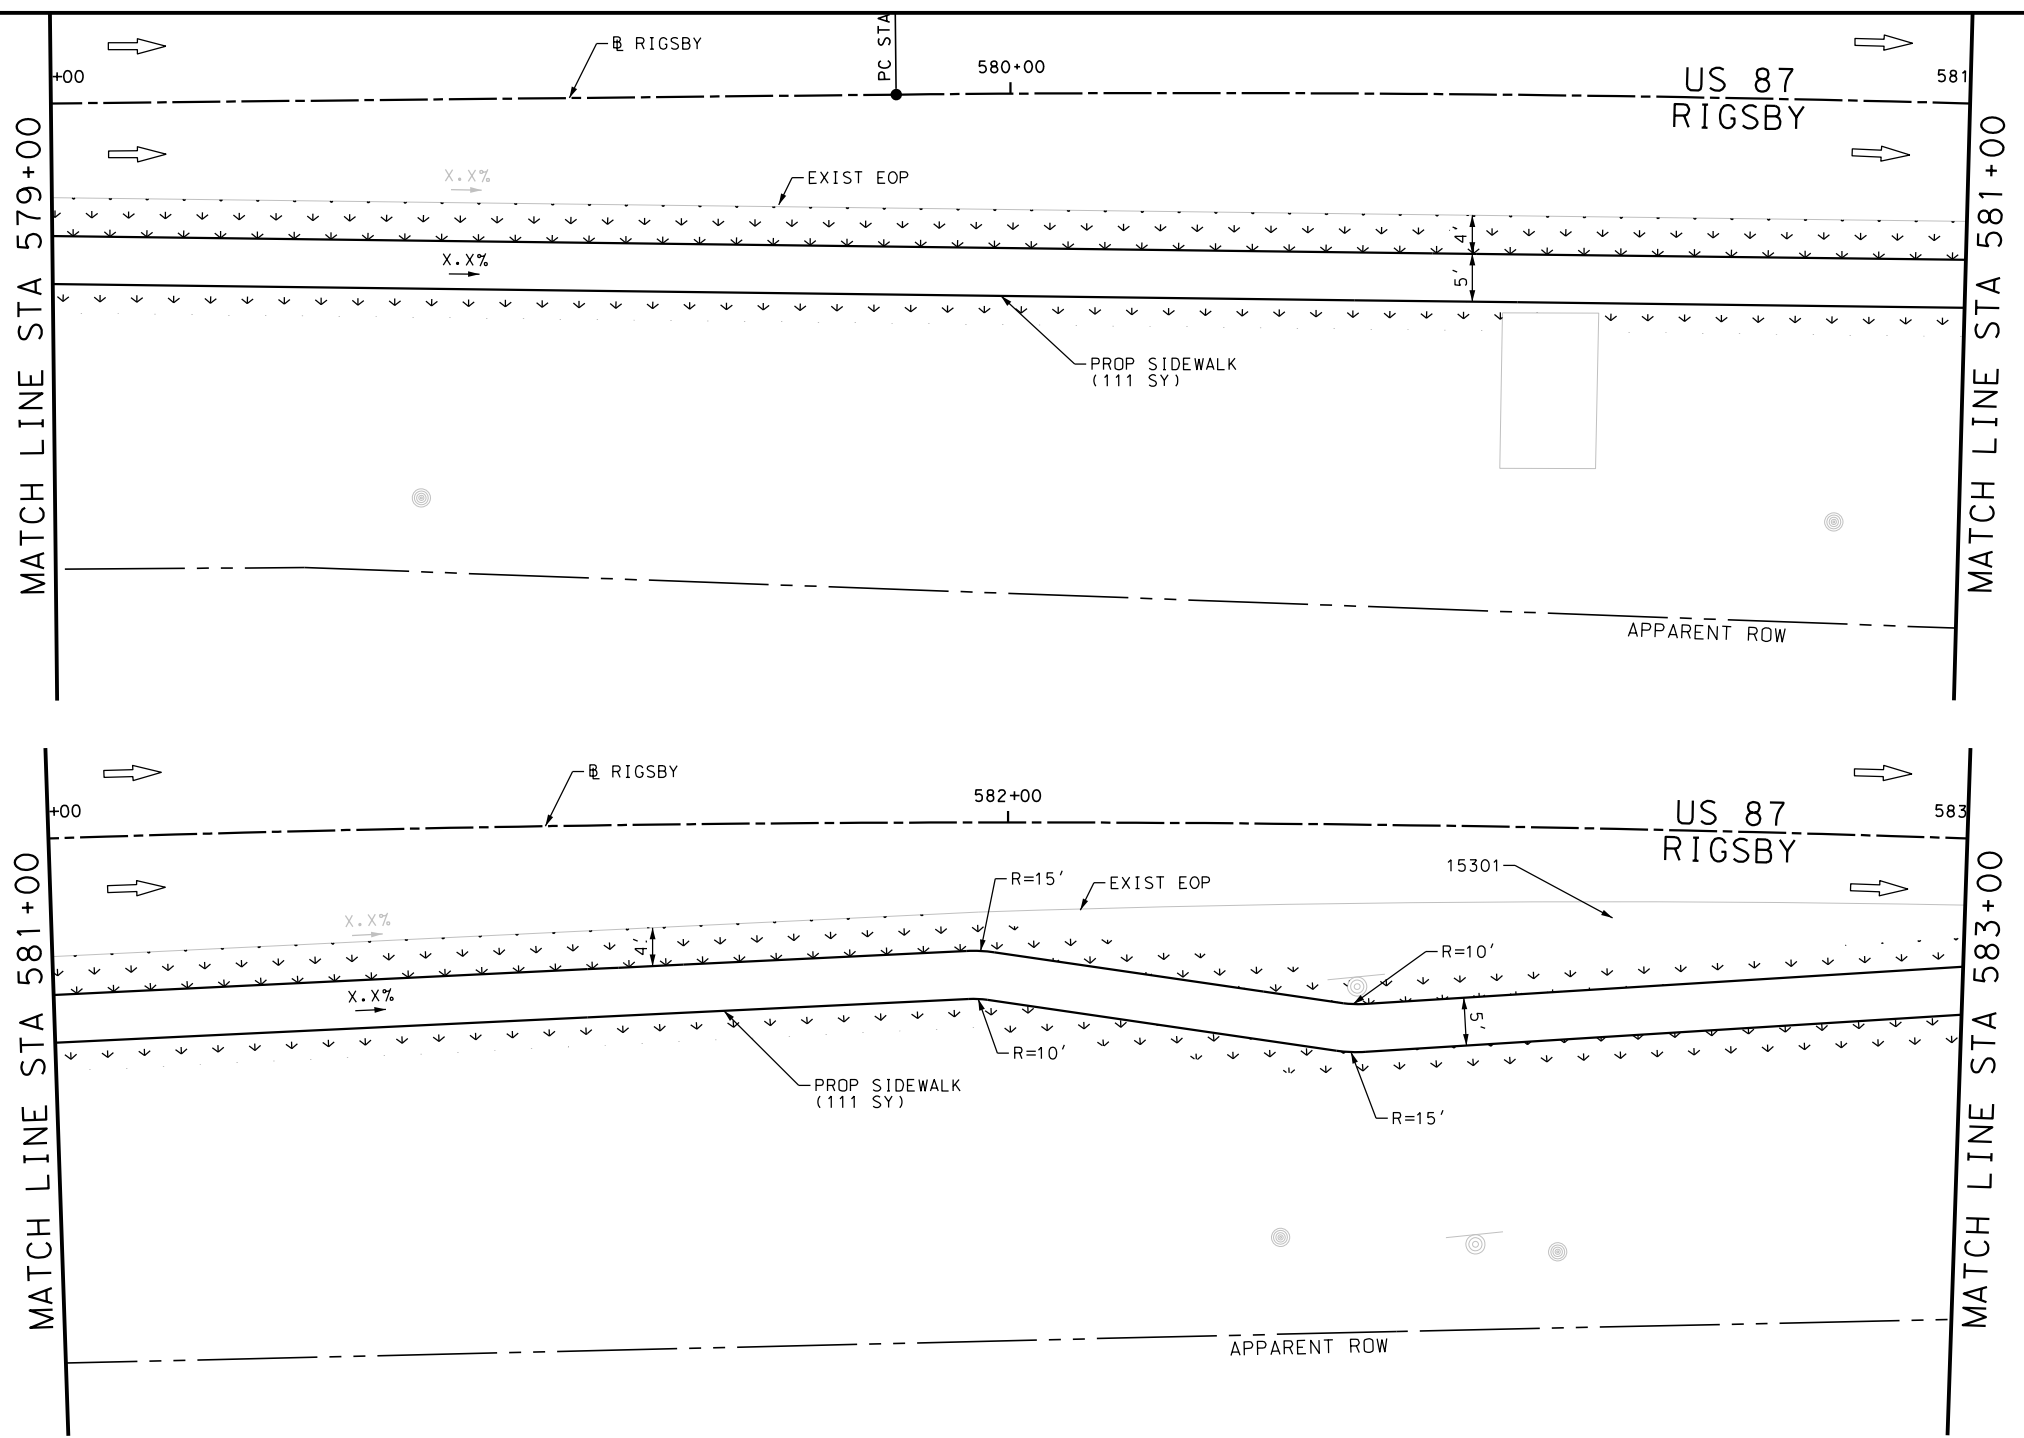 PC STA
℄ RIGSBY
+00
580+00
US 87
RIGSBY
581
MATCH LINE STA 579+00
X.X%
EXIST EOP
4'
5'
X.X%
PROP SIDEWALK
(111 SY)
APPARENT ROW
MATCH LINE STA 581+00
℄ RIGSBY
+00
582+00
US 87
RIGSBY
583
MATCH LINE STA 581+00
R=15'
EXIST EOP
15301
X.X%
4'
R=10'
X.X%
5'
R=10'
PROP SIDEWALK
(111 SY)
R=15'
APPARENT ROW
MATCH LINE STA 583+00